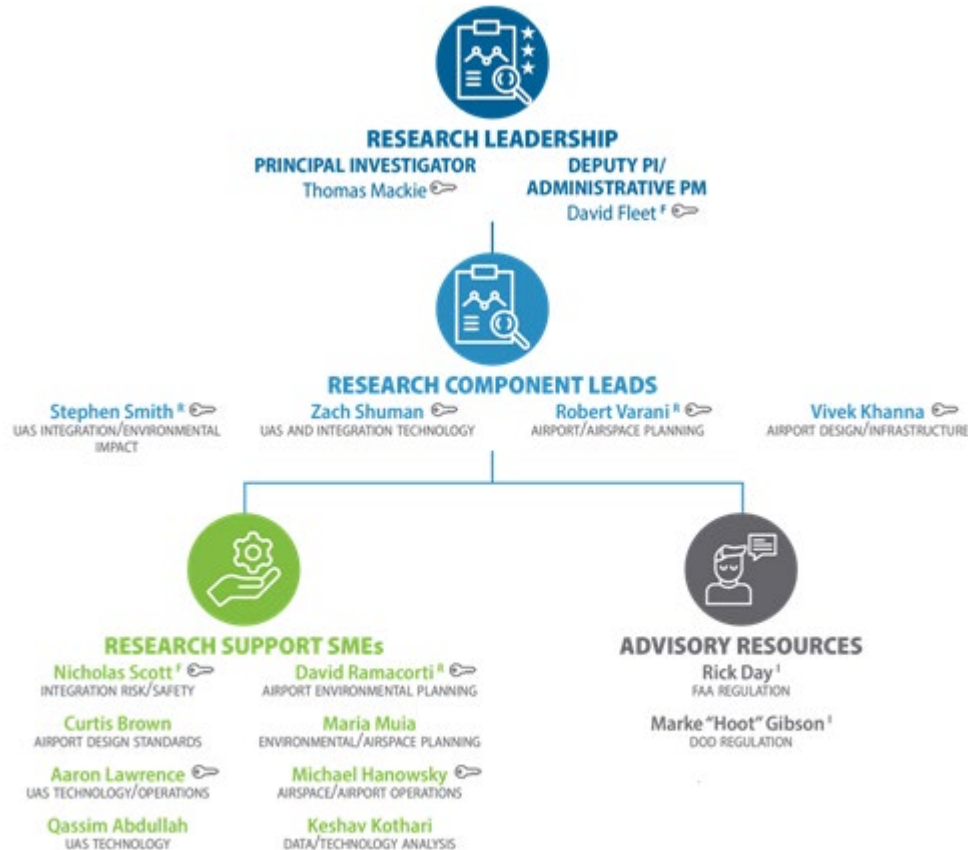 RESEARCH LEADERSHIP
PRINCIPAL INVESTIGATOR
Thomas Mackie
DEPUTY PI/
ADMINISTRATIVE PM
David Fleet F
RESEARCH COMPONENT LEADS
Stephen Smith R
UAS INTEGRATION/ENVIRONMENTAL
IMPACT
Zach Shuman
UAS AND INTEGRATION TECHNOLOGY
Robert Varani R
AIRPORT/AIRSPACE PLANNING
Vivek Khanna
AIRPORT DESIGN/INFRASTRUCTURE
RESEARCH SUPPORT SMEs
Nicholas Scott F
INTEGRATION RISK/SAFETY
David Ramacorti R
AIRPORT ENVIRONMENTAL PLANNING
Curtis Brown
AIRPORT DESIGN STANDARDS
Maria Muia
ENVIRONMENTAL/AIRSPACE PLANNING
Aaron Lawrence
UAS TECHNOLOGY/OPERATIONS
Michael Hanowsky
AIRSPACE/AIRPORT OPERATIONS
Qassim Abdullah
UAS TECHNOLOGY
Keshav Kothari
DATA/TECHNOLOGY ANALYSIS
ADVISORY RESOURCES
Rick Day I
FAA REGULATION
Marke "Hoot" Gibson I
DOD REGULATION